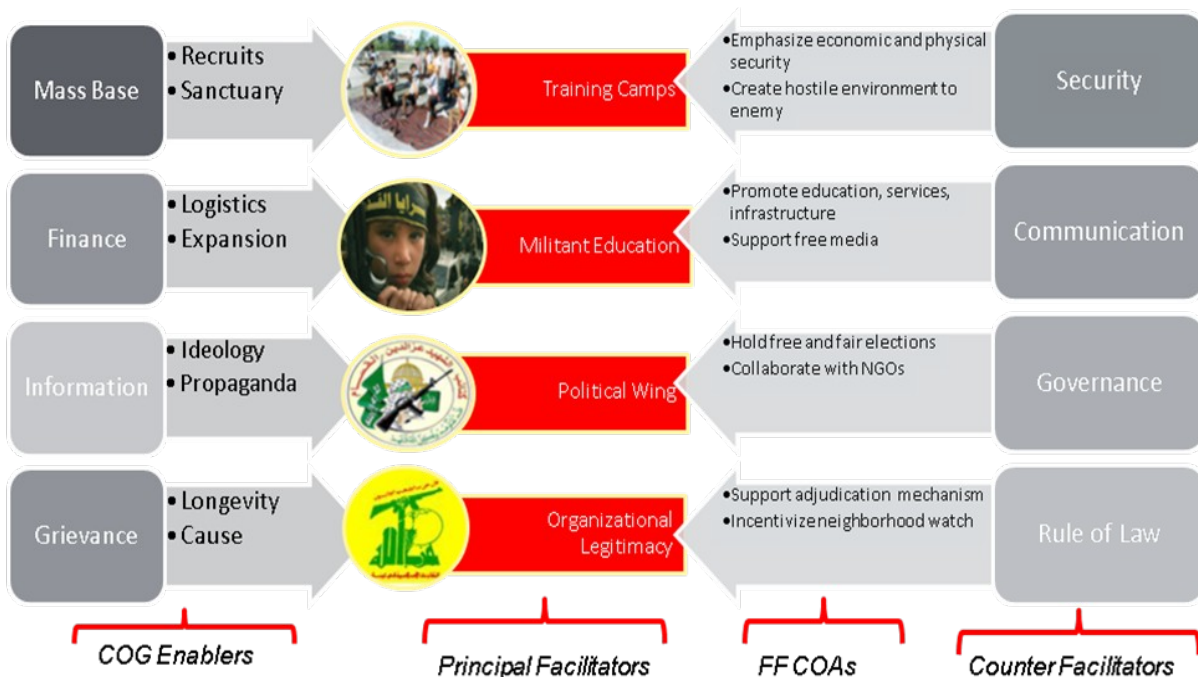 Mass Base
• Recruits
• Sanctuary
Training Camps
•Emphasize economic and physical
security
•Create hostile environment to
enemy
Security
Finance
• Logistics
• Expansion
Militant Education
•Promote education, services,
infrastructure
•Support free media
Communication
Information
• Ideology
• Propaganda
Political Wing
•Hold free and fair elections
•Collaborate with NGOs
Governance
Grievance
• Longevity
• Cause
Organizational
Legitimacy
•Support adjudication mechanism
•Incentivize neighborhood watch
Rule of Law
COG Enablers
Principal Facilitators
FF COAs
Counter Facilitators